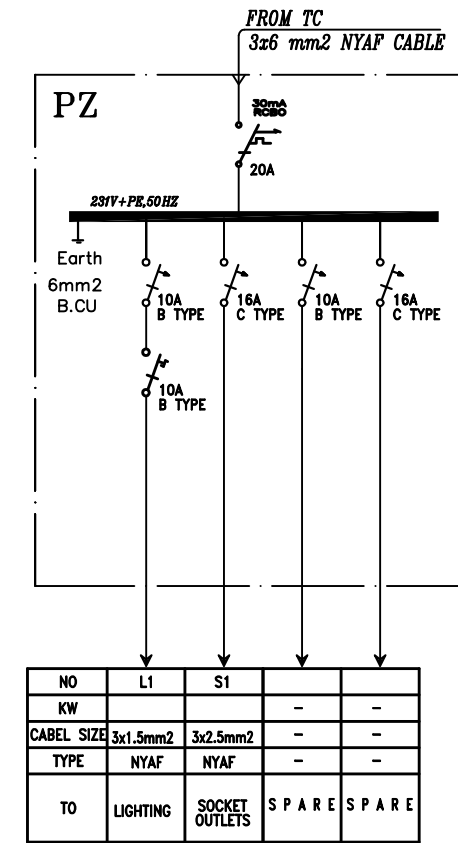 FROM TC
3x6 mm2 NYAF CABLE
PZ
30mA
RCBO
20A
231V+PE,50HZ
Earth
6mm2
B.CU
10A
B TYPE
16A
C TYPE
10A
B TYPE
16A
C TYPE
10A
B TYPE
NO L1 S1
KW - -
CABEL SIZE 3x1.5mm2 3x2.5mm2 - -
TYPE NYAF NYAF - -
TO LIGHTING SOCKET OUTLETS SPARE SPARE